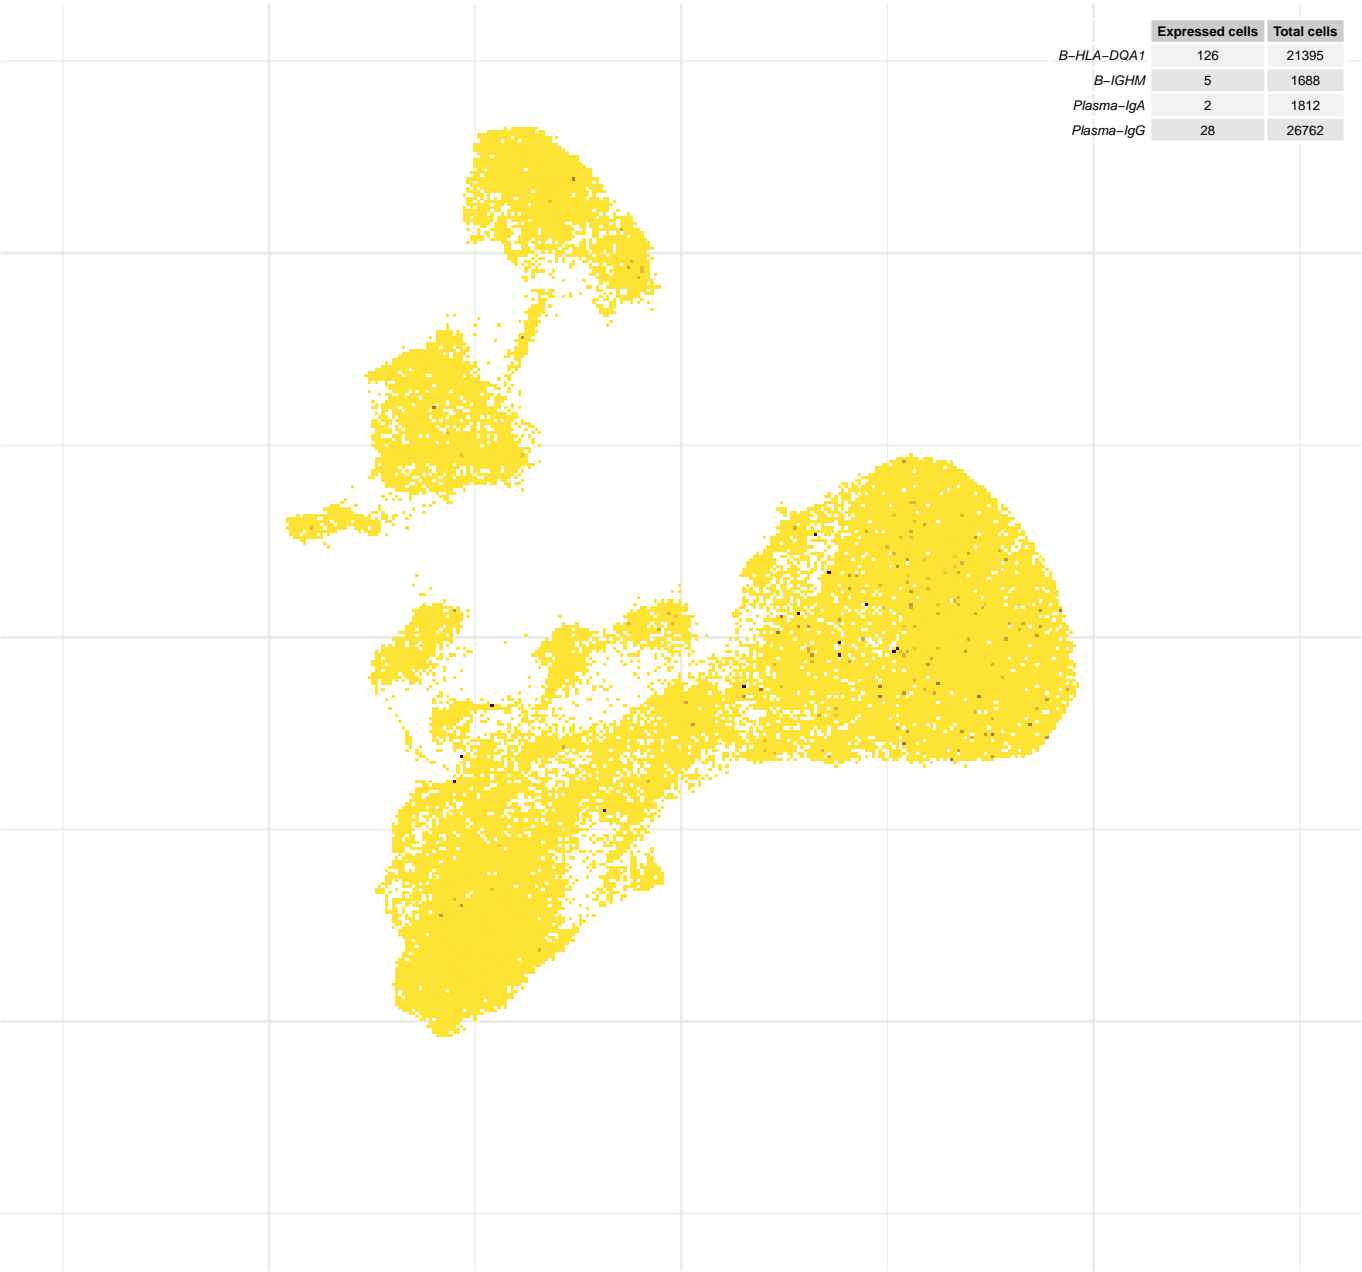 Expressed cells Total cells
B−HLA−DQA1 126 21395
B−IGHM 5 1688
Plasma−IgA 2 1812
Plasma−IgG 28 26762